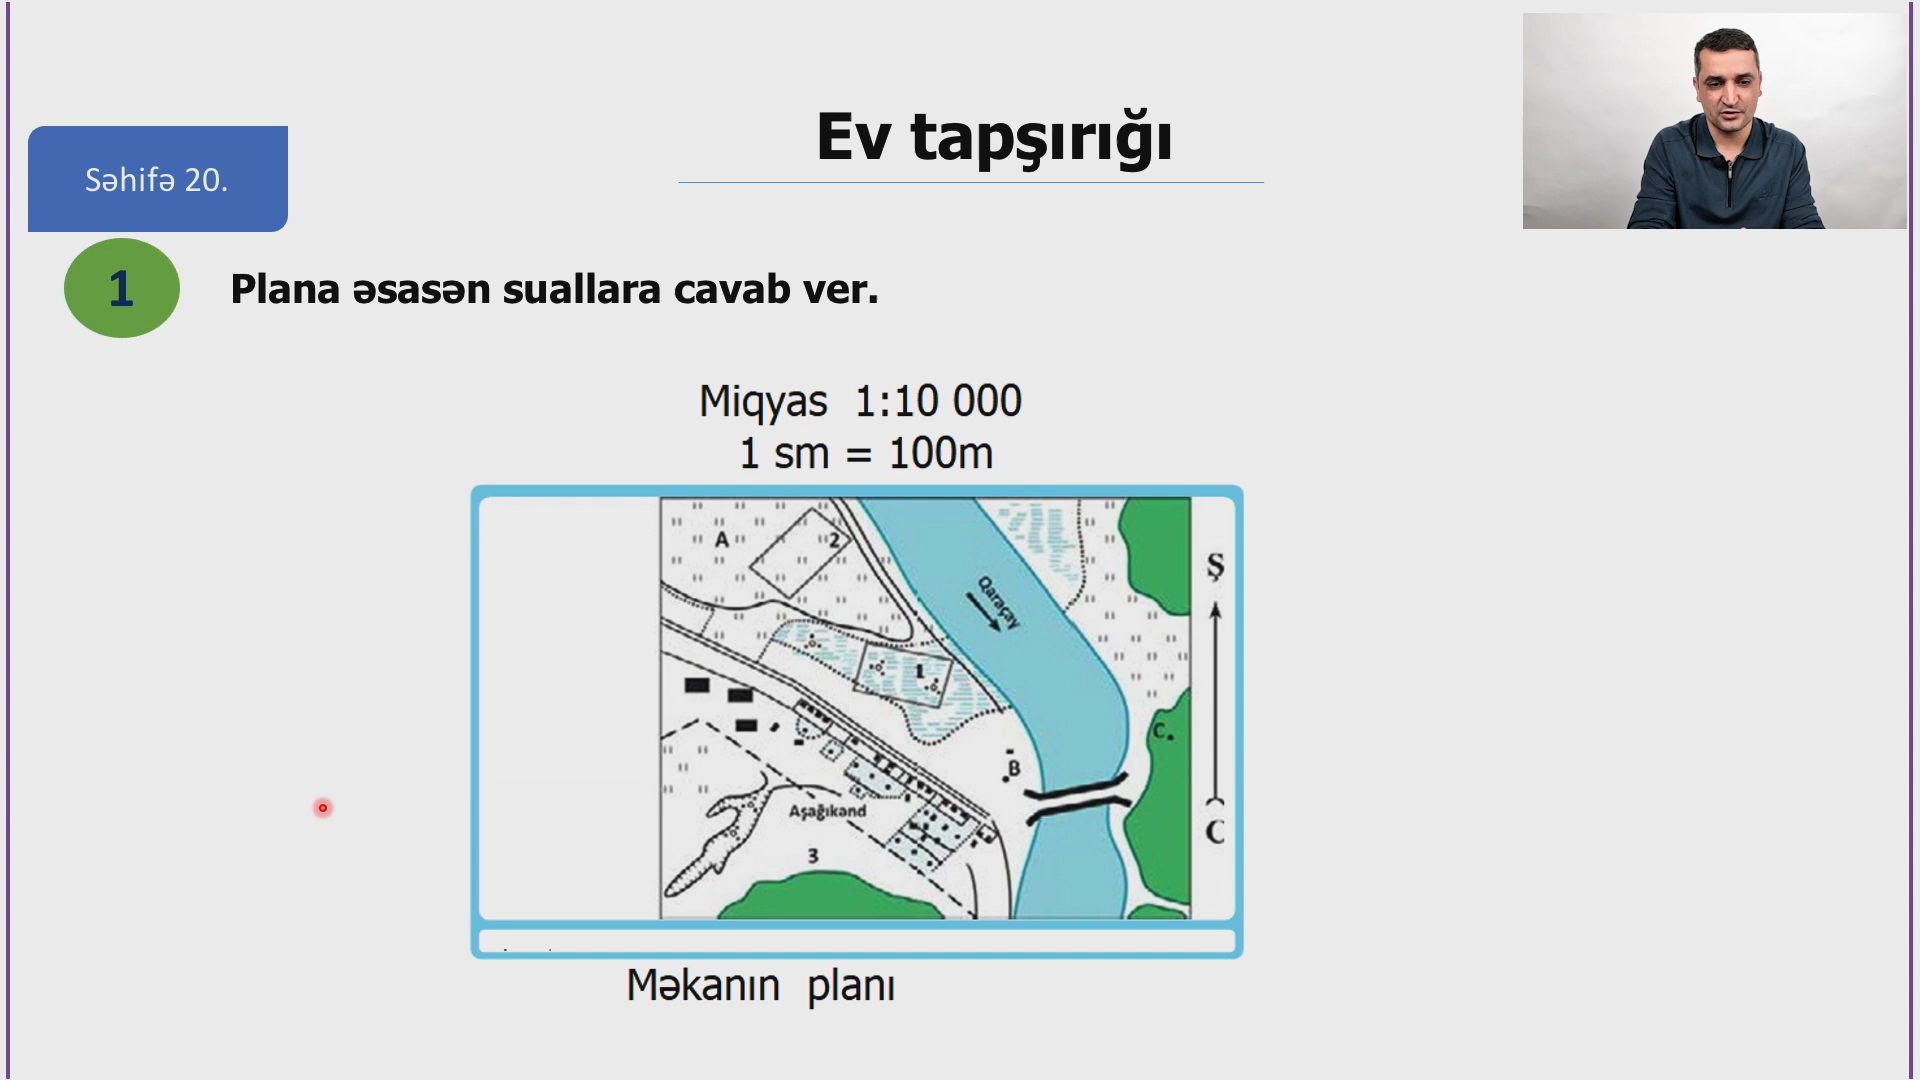 Ev tapşırığı
Səhifə 20.
1
Plana əsasən suallara cavab ver.
Miqyas 1:10 000
1 sm = 100m
A
2
Qaraçay
Ş
1
C.
B
Aşağıkənd
C
3
Məkanın planı